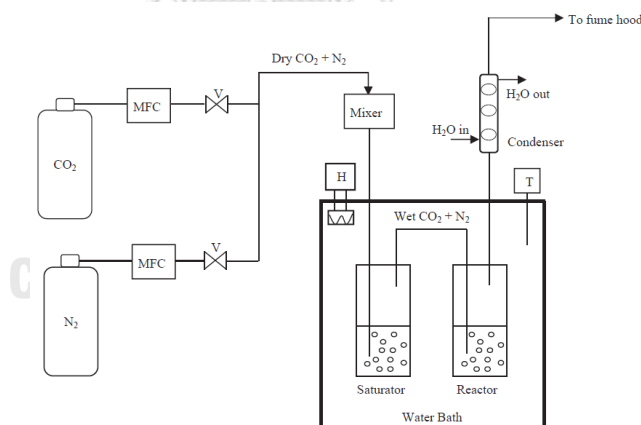 To fume hood
Dry CO₂ + N₂
H₂O out
V
MFC
Mixer
H₂O in
Condenser
CO₂
H
T
Wet CO₂ + N₂
V
MFC
N₂
Saturator
Reactor
Water Bath